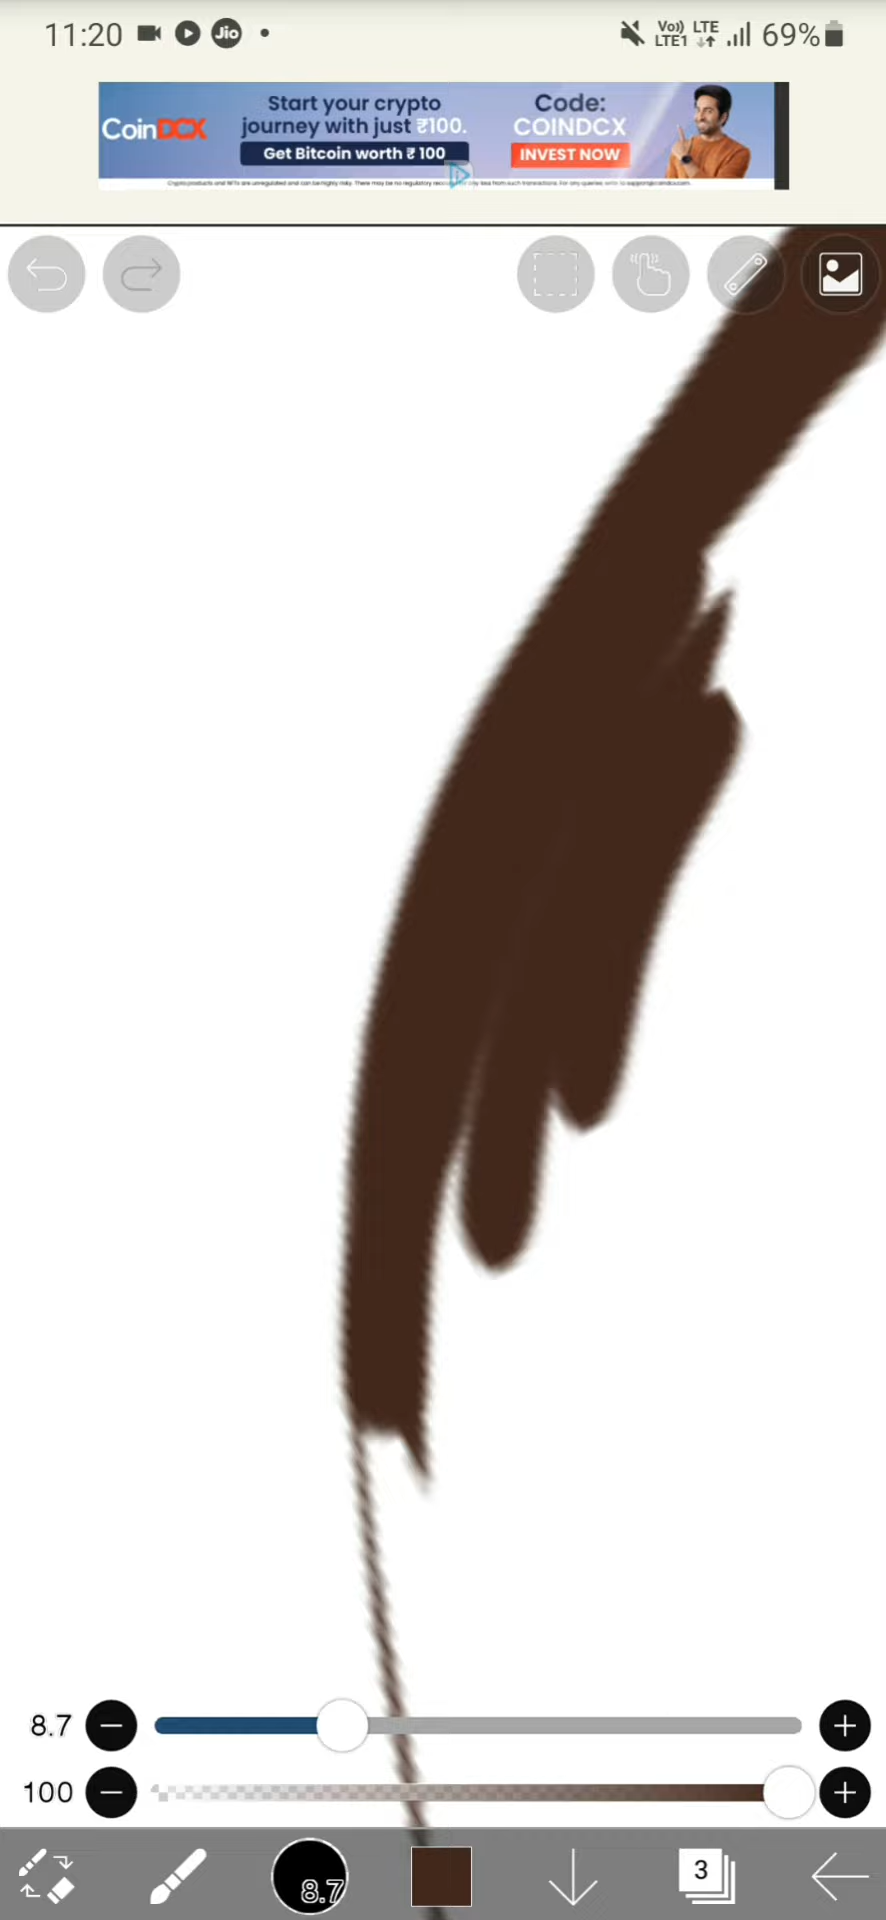 11:20 Jio
Vo)) LTE
LTE1
69%
CoinDCX
Start your crypto
journey with just ₹100.
Get Bitcoin worth ₹ 100
Code:
COINDCX
INVEST NOW
8.7
100
8.7
3